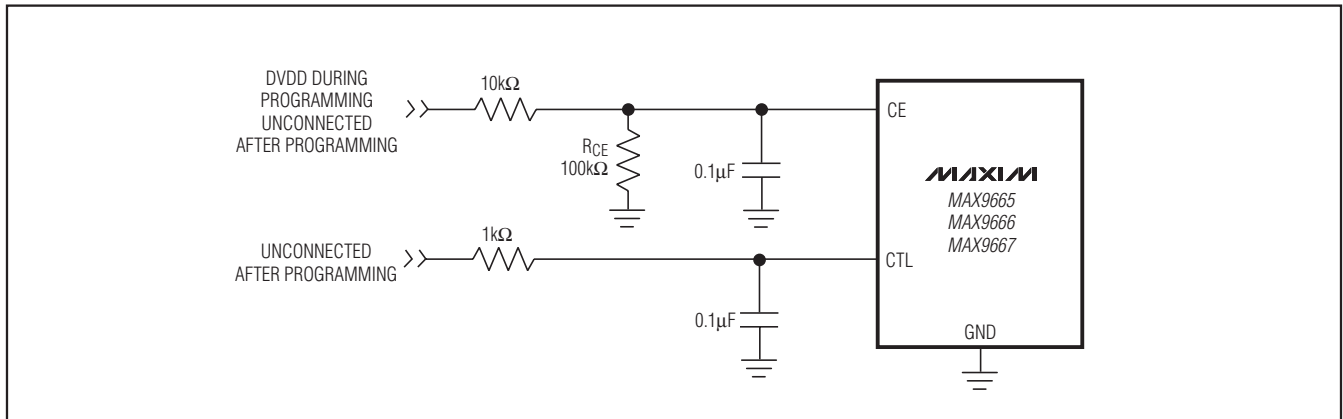 DVDD DURING
PROGRAMMING
UNCONNECTED
AFTER PROGRAMMING
10kΩ
RCE
100kΩ
0.1µF
CE
MAXIM
MAX9665
MAX9666
MAX9667
UNCONNECTED
AFTER PROGRAMMING
1kΩ
CTL
0.1µF
GND